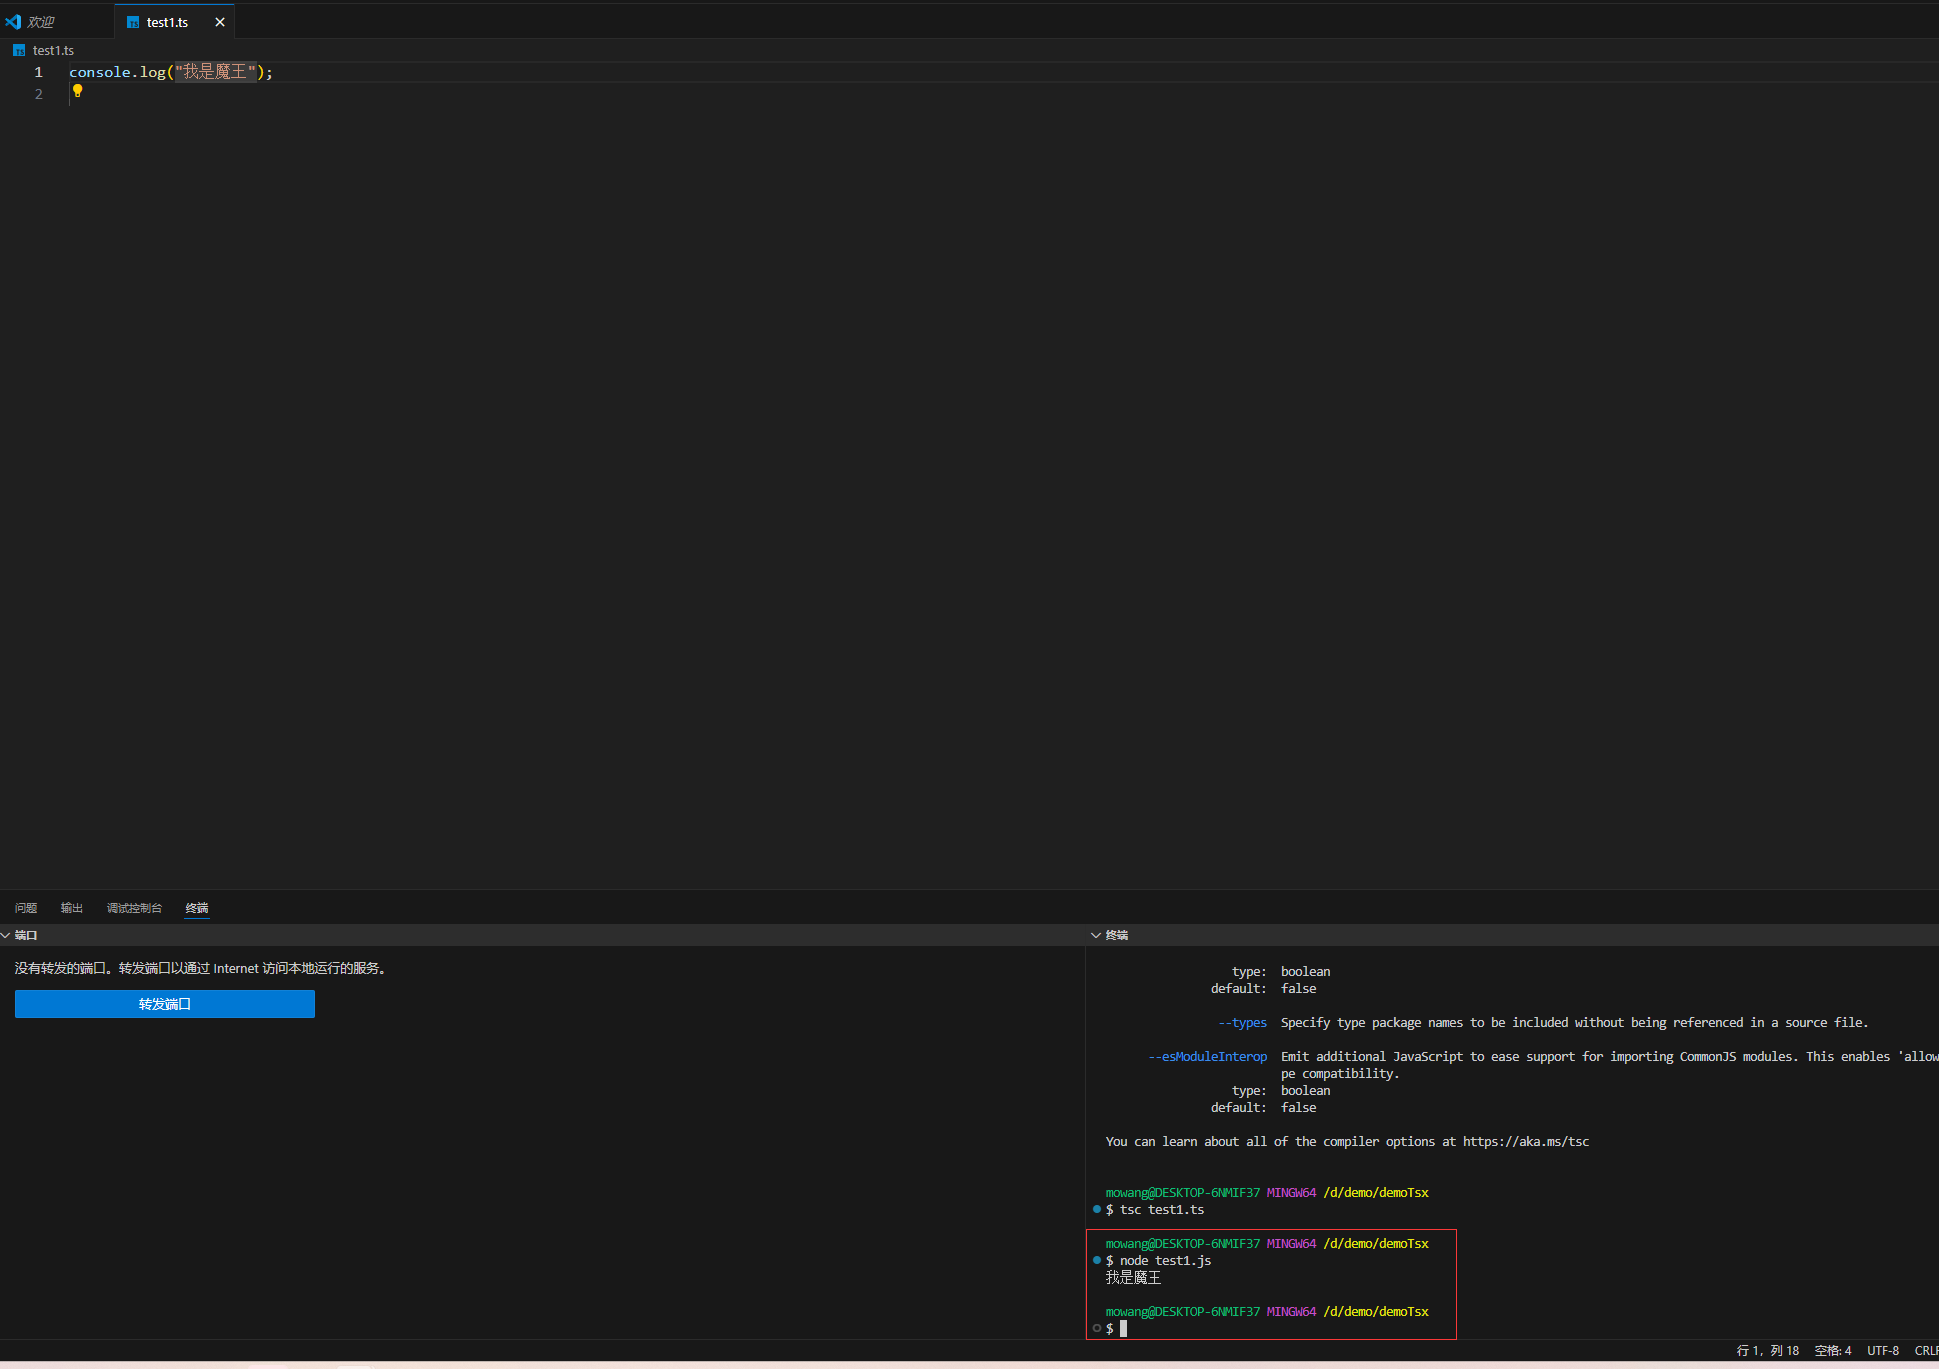 欢迎
test1.ts
test1.ts
1 console.log("我是魔王");
2
问题 输出 调试控制台 终端
端口
没有转发的端口。转发端口以通过 Internet 访问本地运行的服务。
转发端口
终端
type: boolean
default: false
--types Specify type package names to be included without being referenced in a source file.
--esModuleInterop Emit additional JavaScript to ease support for importing CommonJS modules. This enables 'allow
pe compatibility.
type: boolean
default: false
You can learn about all of the compiler options at https://aka.ms/tsc
mowang@DESKTOP-6NMIF37 MINGW64 /d/demo/demoTsx
$ tsc test1.ts
mowang@DESKTOP-6NMIF37 MINGW64 /d/demo/demoTsx
$ node test1.js
我是魔王
mowang@DESKTOP-6NMIF37 MINGW64 /d/demo/demoTsx
$
行 1，列 18 空格: 4 UTF-8 CRLF